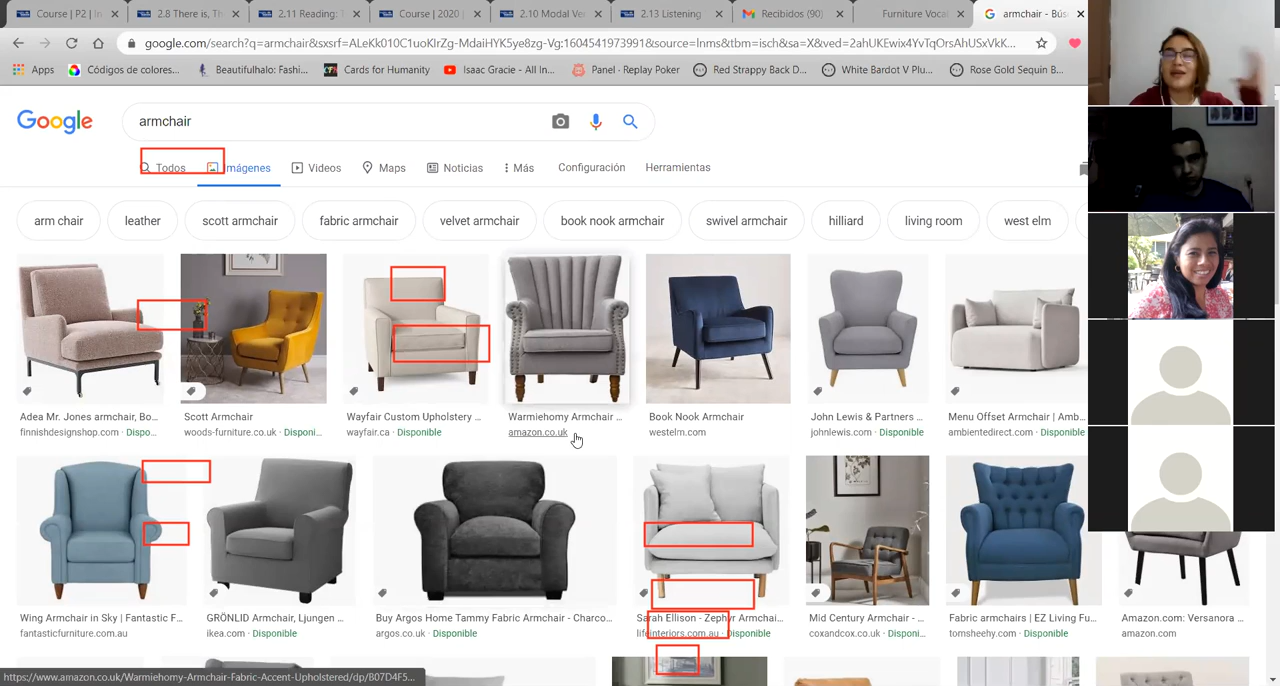 Course | P2 | In
2.8 There is, Th
2.11 Reading: T
Course | 2020 |
2.10 Modal Ver
2.13 Listening
Recibidos (90)
Furniture Vocal
armchair - Bús
google.com/search?q=armchair&sxsrf=ALeKk010C1uoKlrZg-MdaiHYK5ye8zg-Vg:1604541973991&source=lnms&tbm=isch&sa=X&ved=2ahUKEwix4YvTqOrsAhUSxVkK...
Apps
Códigos de colores...
Beautifulhalo: Fashi...
Cards for Humanity
Isaac Gracie - All In...
Panel · Replay Poker
Red Strappy Back D...
White Bardot V Plu...
Rose Gold Sequin B...
Google
armchair
Todos
Imágenes
Videos
Maps
Noticias
Más
Configuración
Herramientas
arm chair
leather
scott armchair
fabric armchair
velvet armchair
book nook armchair
swivel armchair
hilliard
living room
west elm
Adea Mr. Jones armchair, Bo...
Scott Armchair
Wayfair Custom Upholstery ...
Warmiehomy Armchair ...
Book Nook Armchair
John Lewis & Partners ...
Menu Offset Armchair | Amb...
finnishdesignshop.com · Dispo...
woods-furniture.co.uk · Disponi...
wayfair.ca · Disponible
amazon.co.uk
westelm.com
johnlewis.com · Disponible
ambientedirect.com · Disponible
Wing Armchair in Sky | Fantastic F...
GRÖNLID Armchair, Ljungen ...
Buy Argos Home Tammy Fabric Armchair - Charco...
Sarah Ellison - Zephyr Armchai...
Mid Century Armchair - ...
Fabric armchairs | EZ Living Fu...
Amazon.com: Versanora ...
fantasticfurniture.com.au
ikea.com · Disponible
argos.co.uk · Disponible
lifeinteriors.com.au · Disponible
coxandcox.co.uk · Disponi...
tomsheehy.com · Disponible
amazon.com
https://www.amazon.co.uk/Warmiehomy-Armchair-Fabric-Accent-Upholstered/dp/B07D4F5...